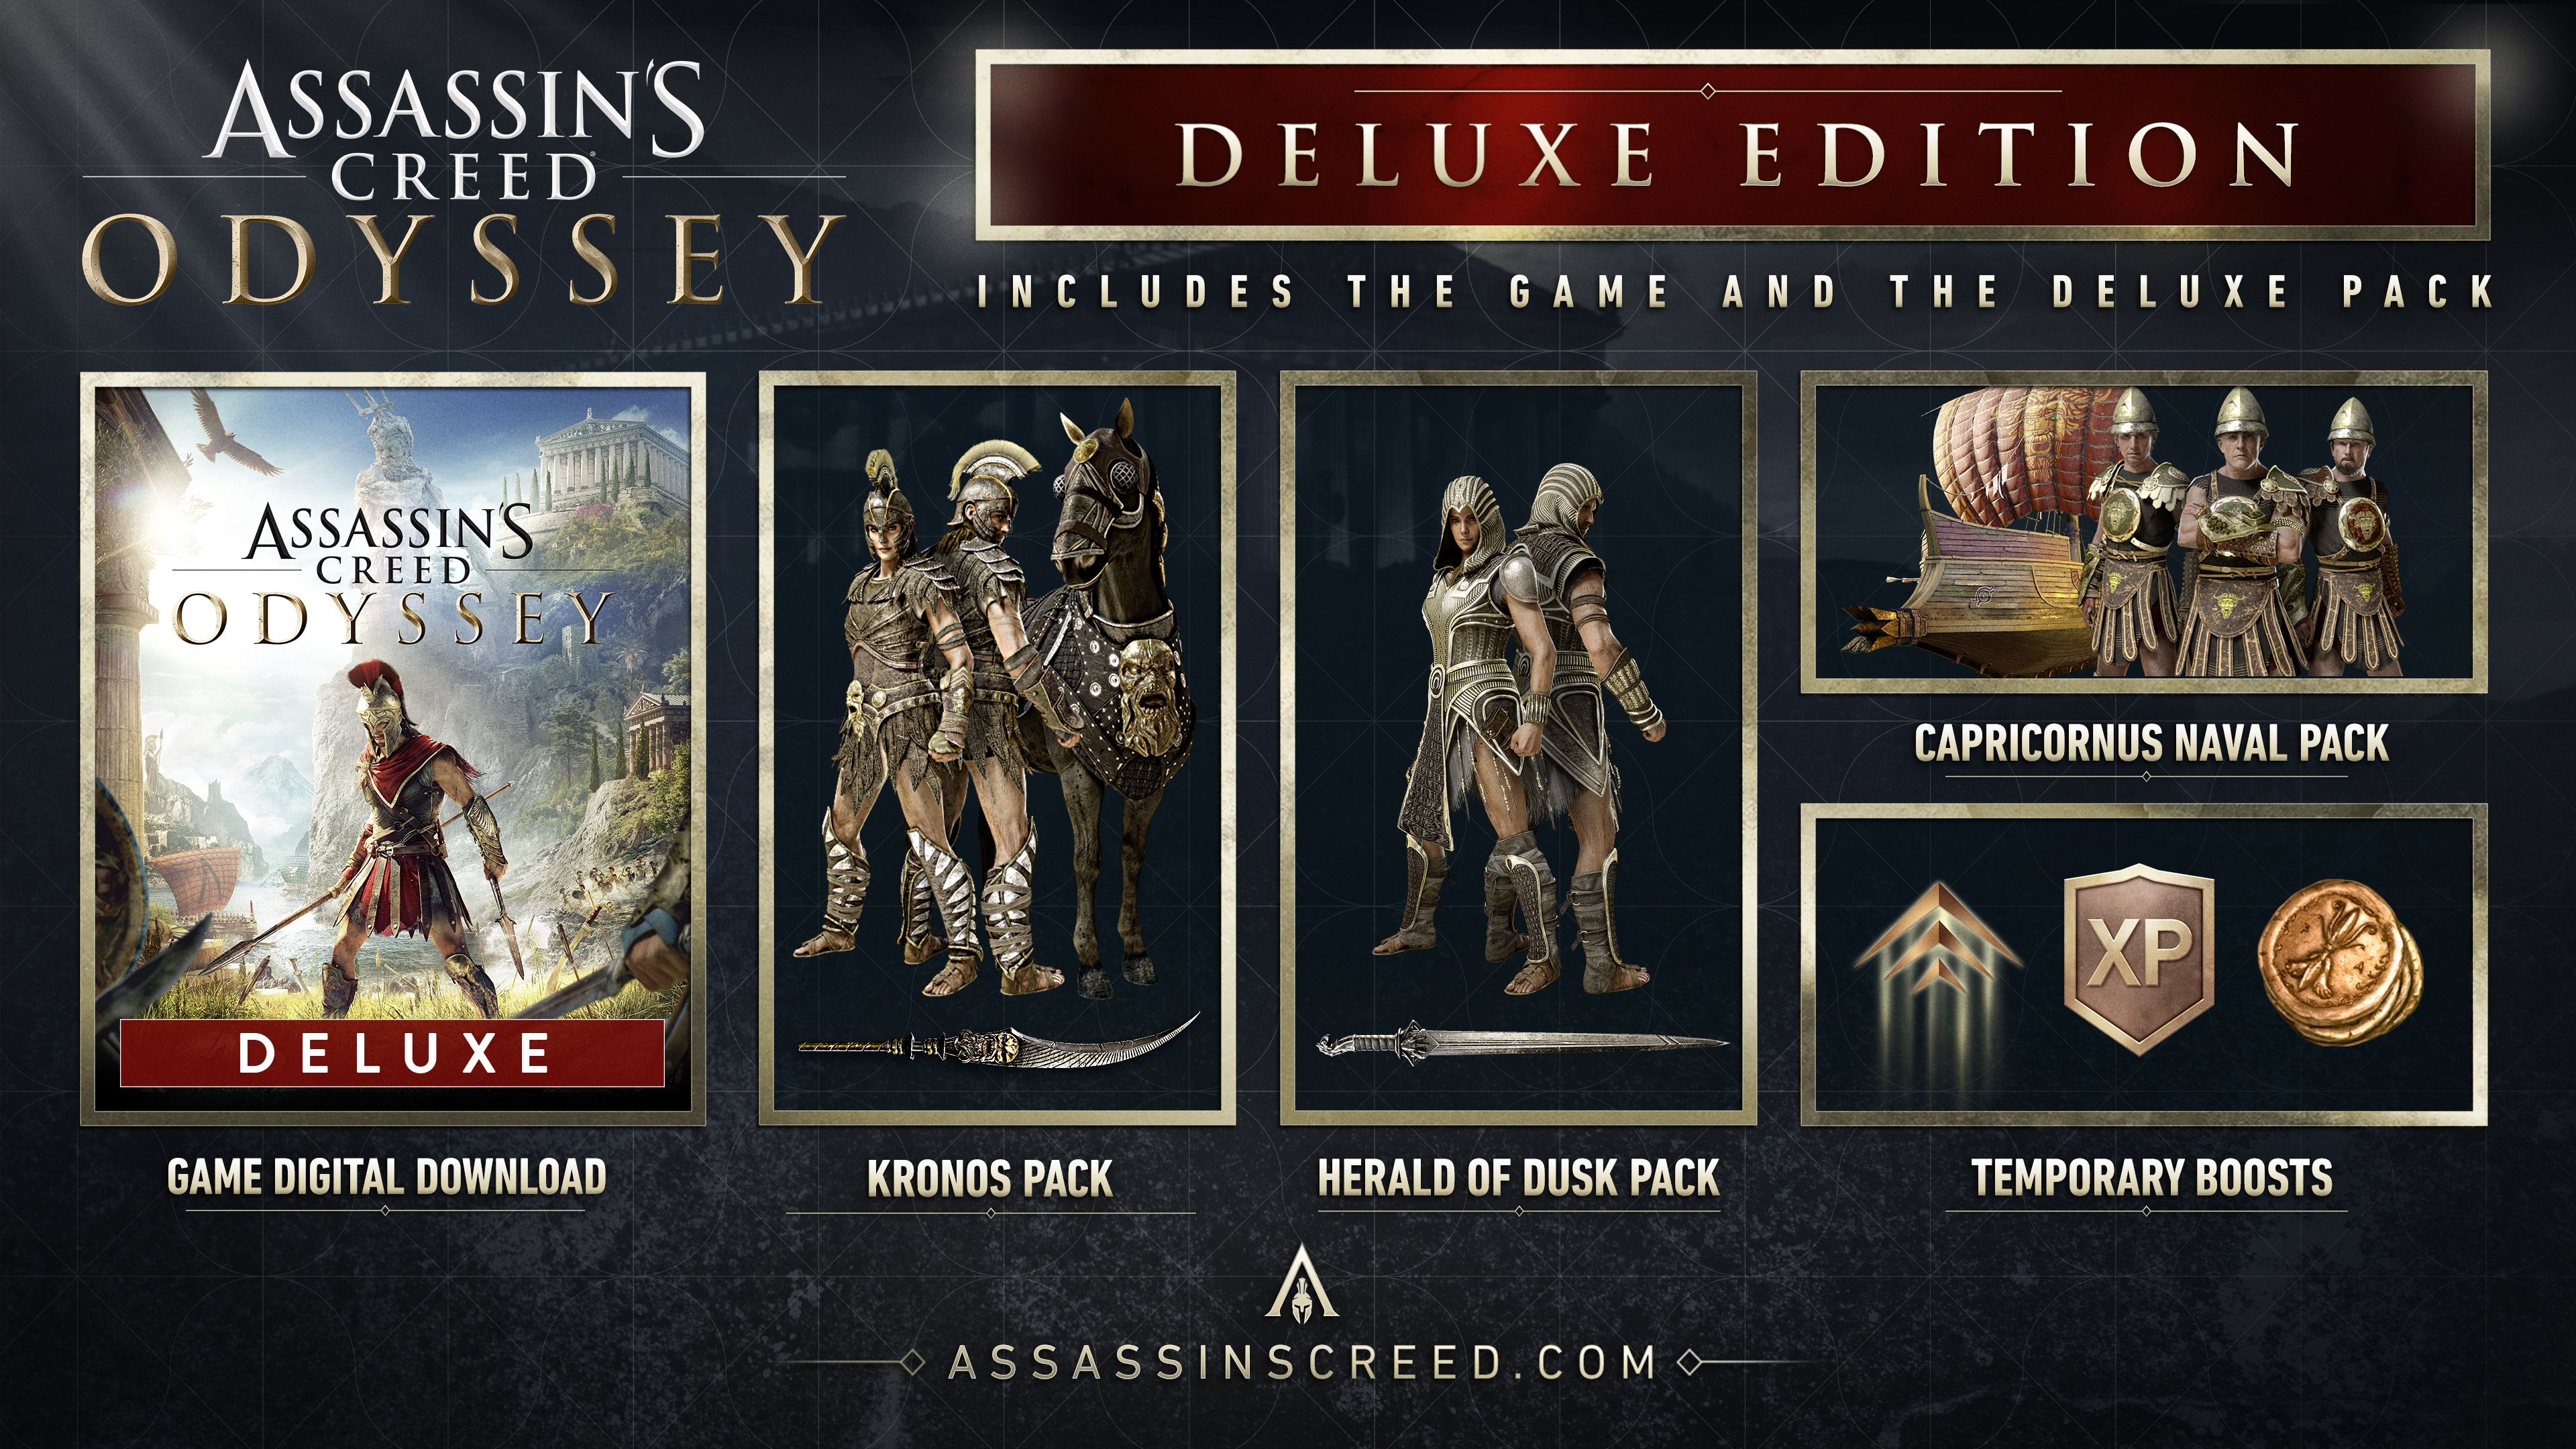 ASSASSIN'S
CREED
ODYSSEY
DELUXE EDITION
INCLUDES THE GAME AND THE DELUXE PACK
ASSASSIN'S
CREED
ODYSSEY
DELUXE
GAME DIGITAL DOWNLOAD
KRONOS PACK
HERALD OF DUSK PACK
CAPRICORNUS NAVAL PACK
XP
TEMPORARY BOOSTS
ASSASSINSCREED.COM